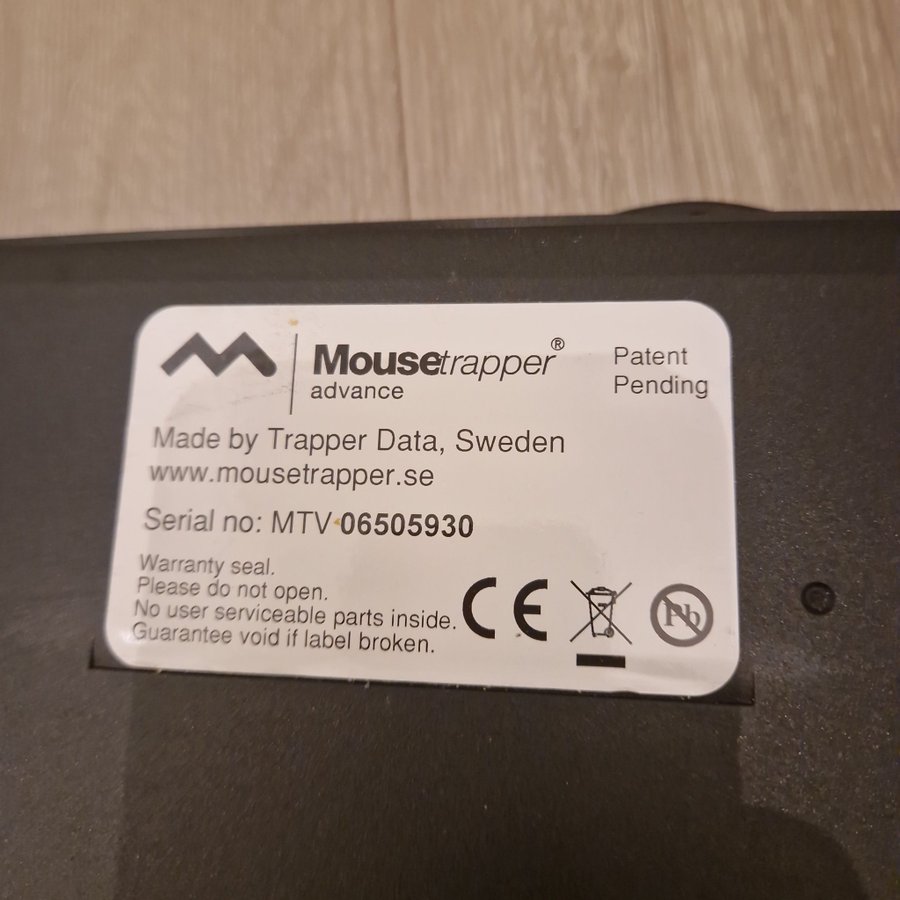 Mousetrapper®
advance
Patent
Pending
Made by Trapper Data, Sweden
www.mousetrapper.se
Serial no: MTV 06505930
Warranty seal.
Please do not open.
No user serviceable parts inside.
Guarantee void if label broken.
CE
Pb